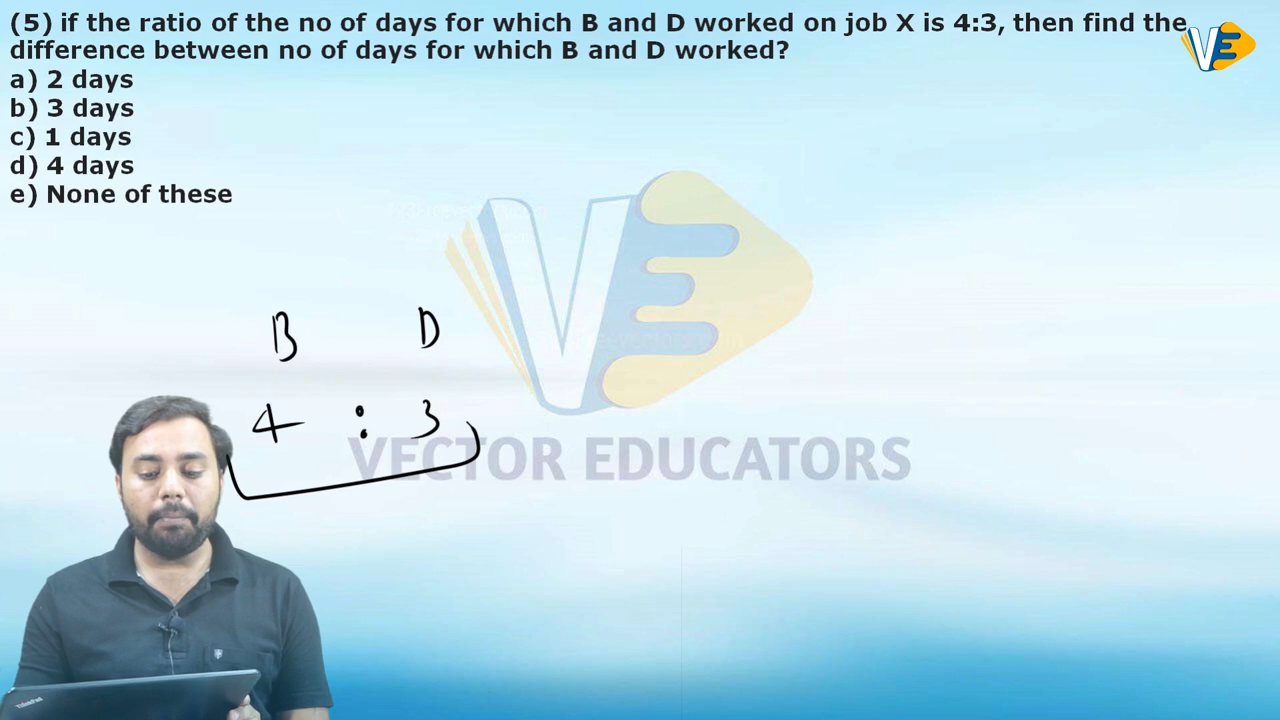 (5) if the ratio of the no of days for which B and D worked on job X is 4:3, then find the
difference between no of days for which B and D worked?
a) 2 days
b) 3 days
c) 1 days
d) 4 days
e) None of these
VE
B D
4 : 3
VECTOR EDUCATORS
ThinkPad